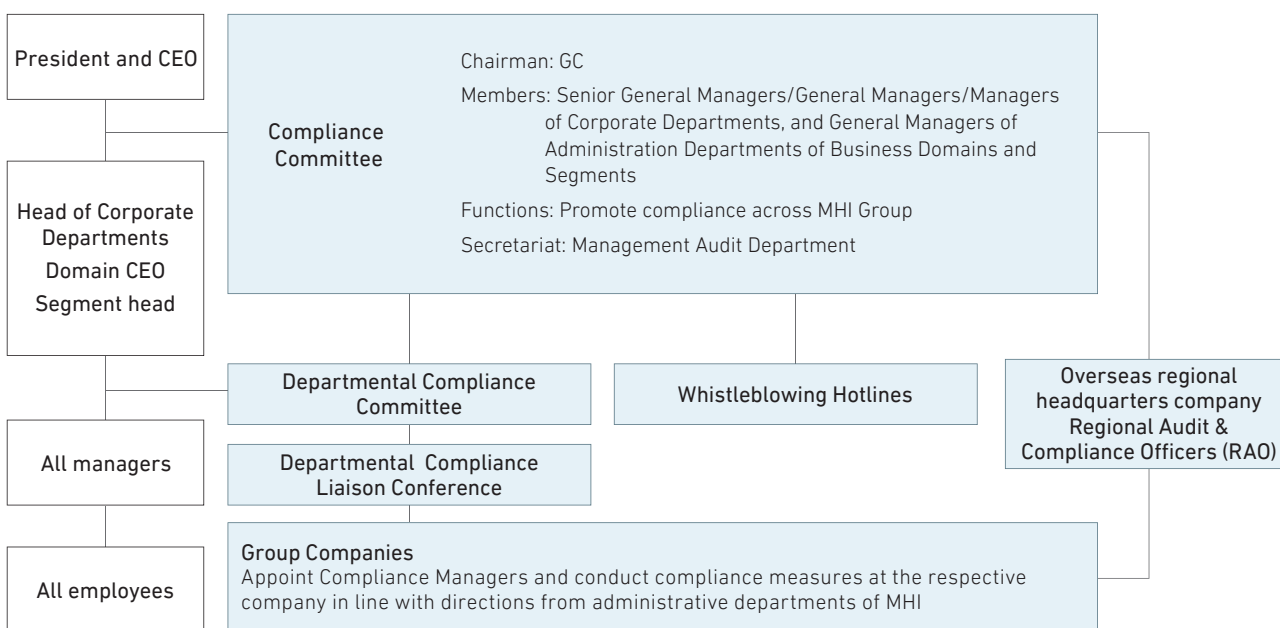 President and CEO
Head of Corporate
Departments
Domain CEO
Segment head
All managers
All employees
Compliance
Committee
Chairman: GC
Members: Senior General Managers/General Managers/Managers
of Corporate Departments, and General Managers of
Administration Departments of Business Domains and
Segments
Functions: Promote compliance across MHI Group
Secretariat: Management Audit Department
Departmental Compliance
Committee
Whistleblowing Hotlines
Overseas regional
headquarters company
Regional Audit &
Compliance Officers (RAO)
Departmental Compliance
Liaison Conference
Group Companies
Appoint Compliance Managers and conduct compliance measures at the respective
company in line with directions from administrative departments of MHI